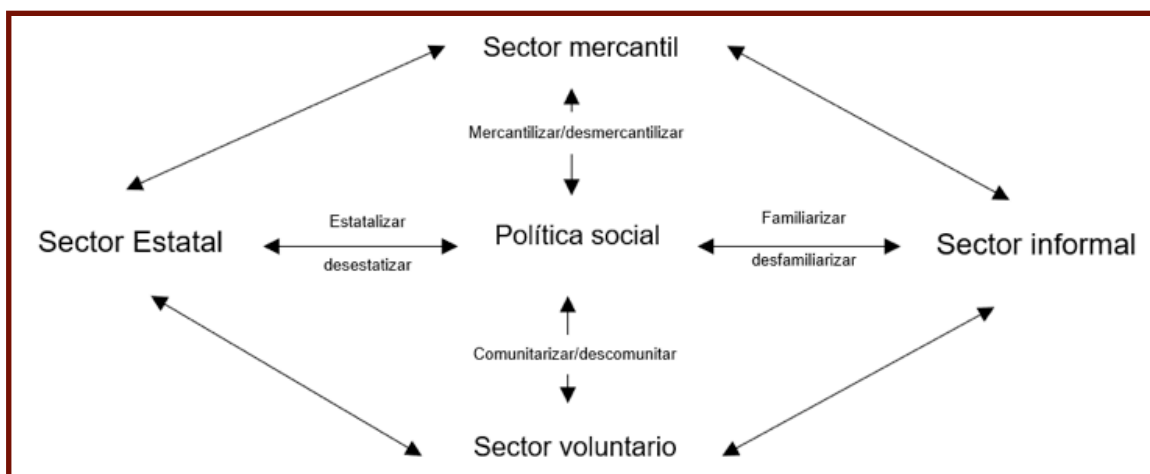 Sector mercantil
Mercantilizar/desmercantilizar
Sector Estatal
Estatalizar
desestatizar
Política social
Familiarizar
desfamiliarizar
Sector informal
Comunitarizar/descomunitar
Sector voluntario